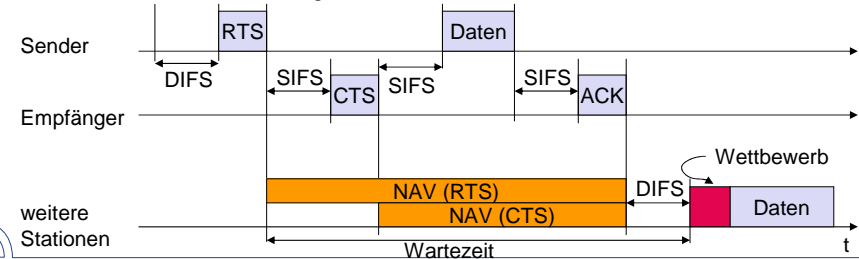 Sender
RTS
Daten
DIFS
SIFS
CTS
SIFS
SIFS
ACK
Empfänger
Wettbewerb
NAV (RTS)
DIFS
NAV (CTS)
Daten
weitere
Stationen
Wartezeit
t